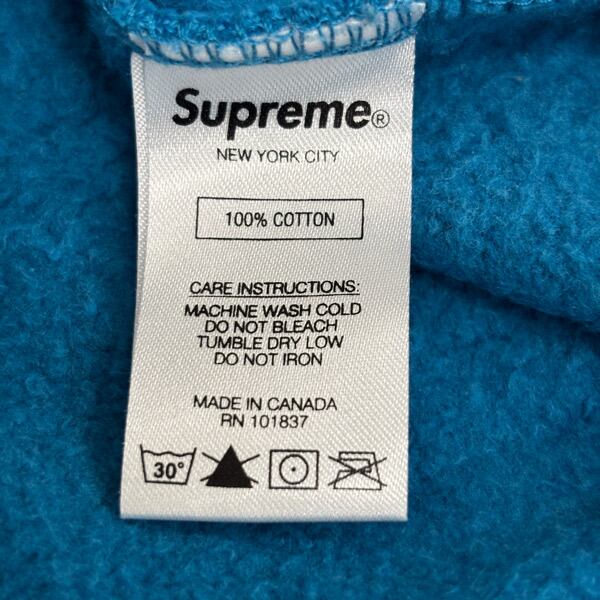 Supreme®
NEW YORK CITY
100% COTTON
CARE INSTRUCTIONS:
MACHINE WASH COLD
DO NOT BLEACH
TUMBLE DRY LOW
DO NOT IRON
MADE IN CANADA
RN 101837
30°